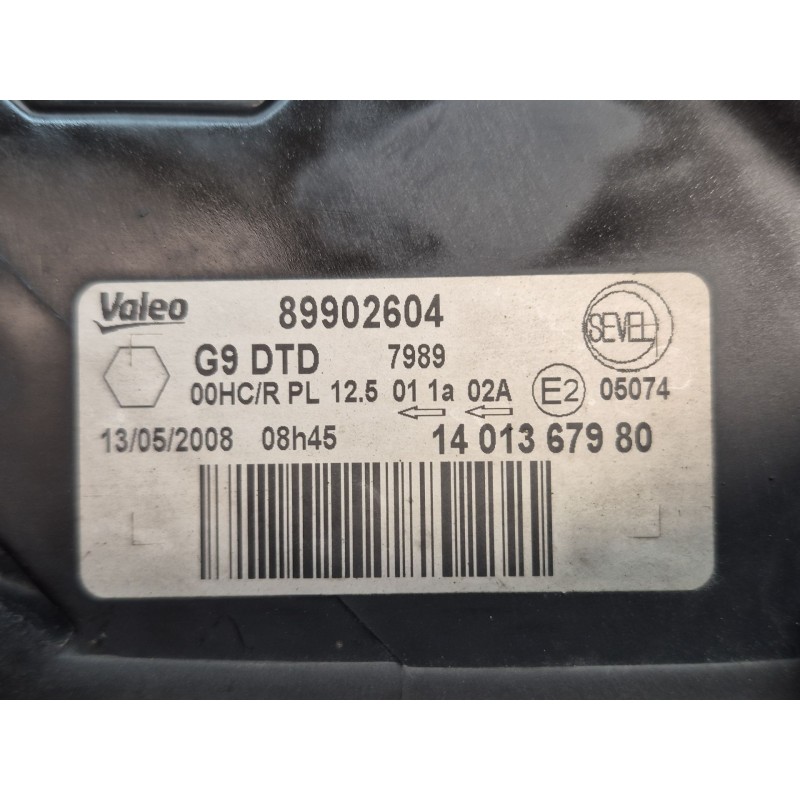 Valeo 89902604 SEVEL
G9 DTD 7989
00HC/R PL 12.5 01 1a 02A E2 05074
13/05/2008 08h45 14 013 679 80